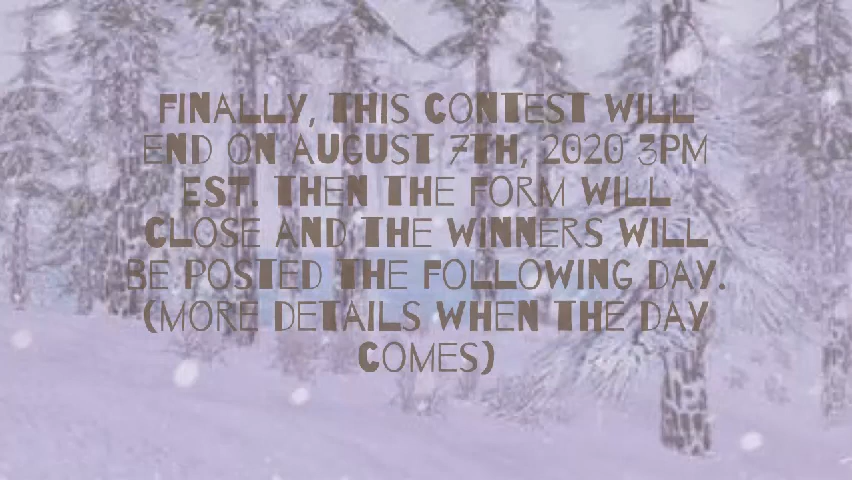 FINALLY, THIS CONTEST WILL
END ON AUGUST 7TH, 2020 3PM
EST. THEN THE FORM WILL
CLOSE AND THE WINNERS WILL
BE POSTED THE FOLLOWING DAY.
(MORE DETAILS WHEN THE DAY
COMES)